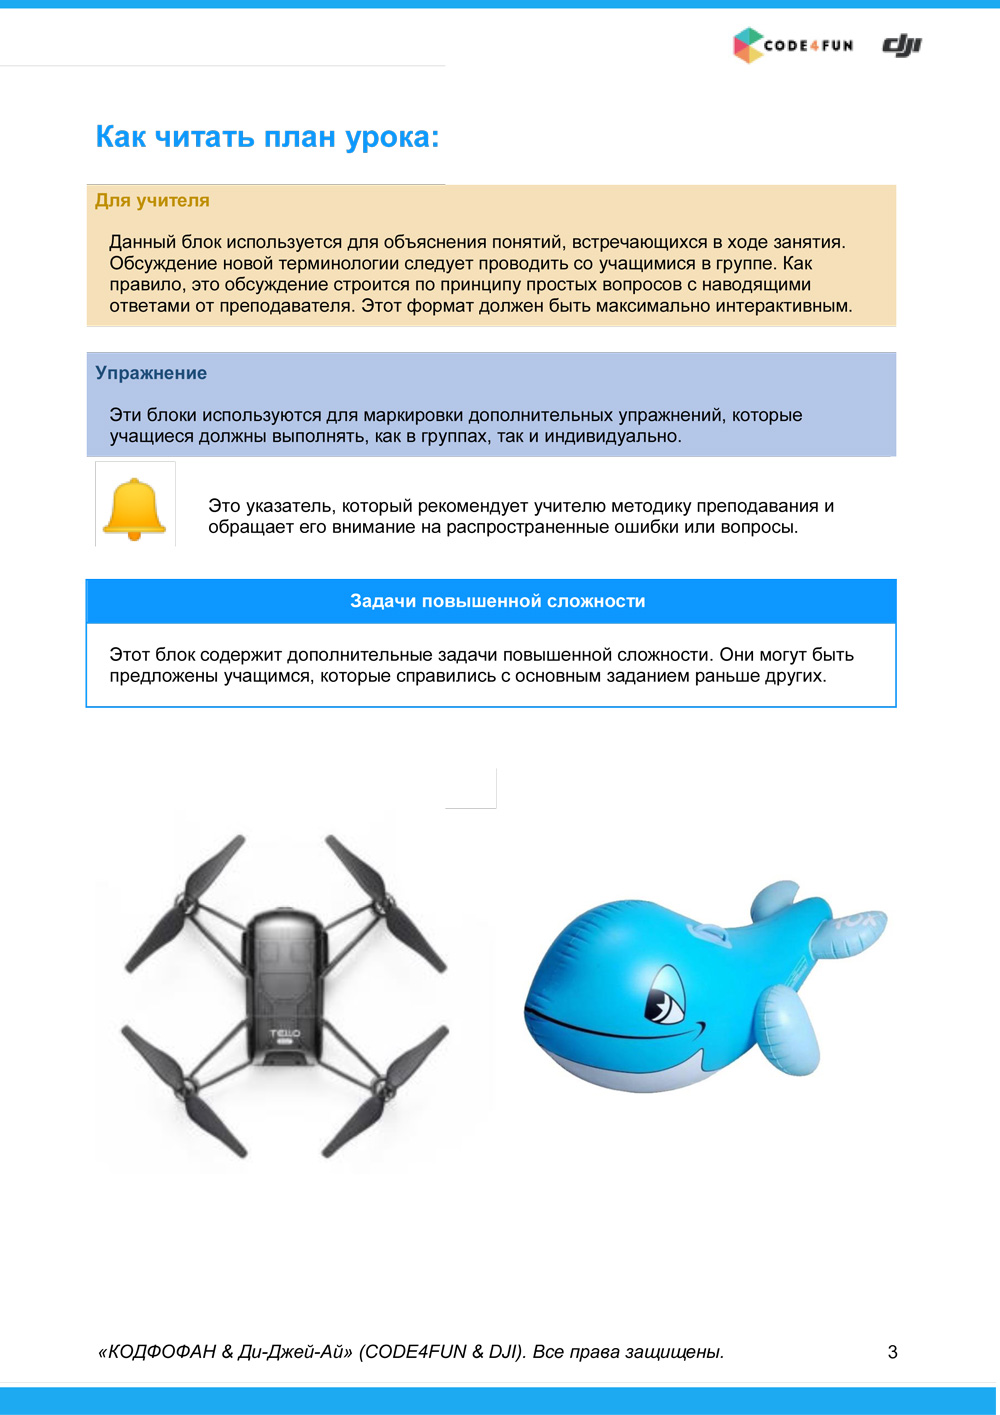 CODE4FUN dji
Как читать план урока:
Для учителя
Данный блок используется для объяснения понятий, встречающихся в ходе занятия.
Обсуждение новой терминологии следует проводить со учащимися в группе. Как
правило, это обсуждение строится по принципу простых вопросов с наводящими
ответами от преподавателя. Этот формат должен быть максимально интерактивным.
Упражнение
Эти блоки используются для маркировки дополнительных упражнений, которые
учащиеся должны выполнять, как в группах, так и индивидуально.
Это указатель, который рекомендует учителю методику преподавания и
обращает его внимание на распространенные ошибки или вопросы.
Задачи повышенной сложности
Этот блок содержит дополнительные задачи повышенной сложности. Они могут быть
предложены учащимся, которые справились с основным заданием раньше других.
TELLO
«КОДФОФАН & Ди-Джей-Ай» (CODE4FUN & DJI). Все права защищены.
3